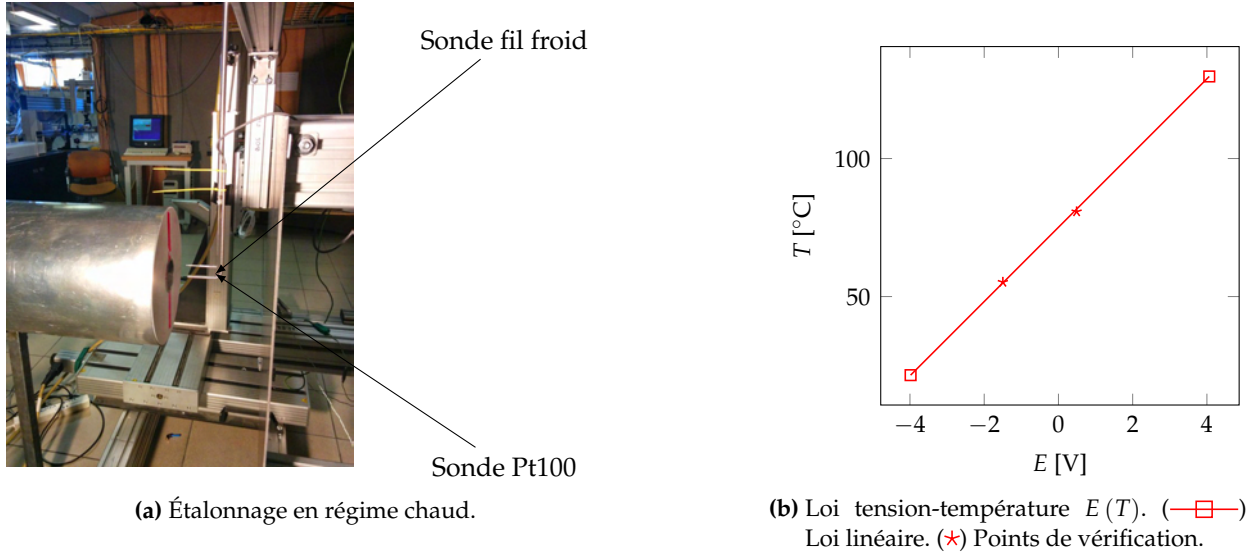 Sonde fil froid
Sonde Pt100
(a) Étalonnage en régime chaud.
100
50
T [°C]
−4
−2
0
2
4
E [V]
(b) Loi tension-température E (T). ( )
Loi linéaire. (∗) Points de vérification.